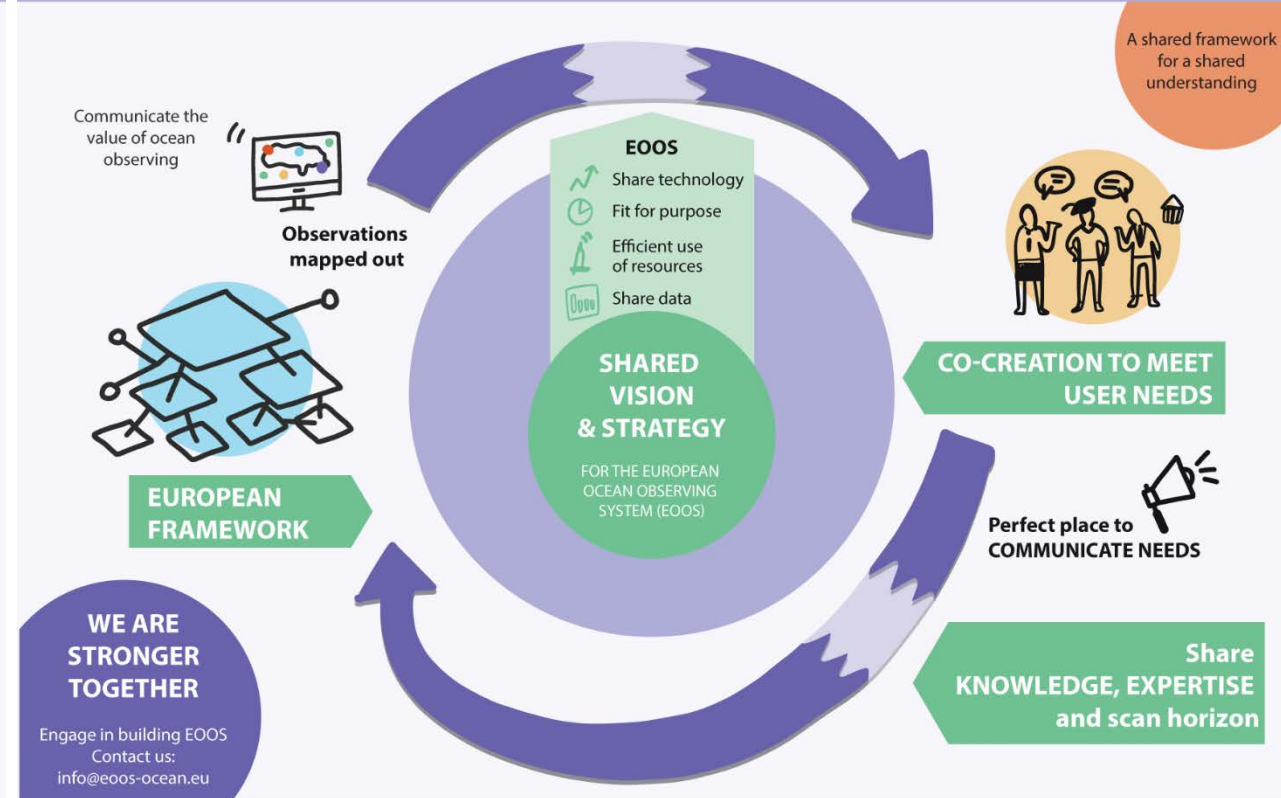 A shared framework
for a shared
understanding
Communicate the
value of ocean
observing
Observations
mapped out
EOOS
Share technology
Fit for purpose
Efficient use
of resources
Share data
SHARED
VISION
& STRATEGY
FOR THE EUROPEAN
OCEAN OBSERVING
SYSTEM (EOOS)
CO-CREATION TO MEET
USER NEEDS
EUROPEAN
FRAMEWORK
Perfect place to
COMMUNICATE NEEDS
Share
KNOWLEDGE, EXPERTISE
and scan horizon
WE ARE
STRONGER
TOGETHER
Engage in building EOOS
Contact us:
info@eoos-ocean.eu